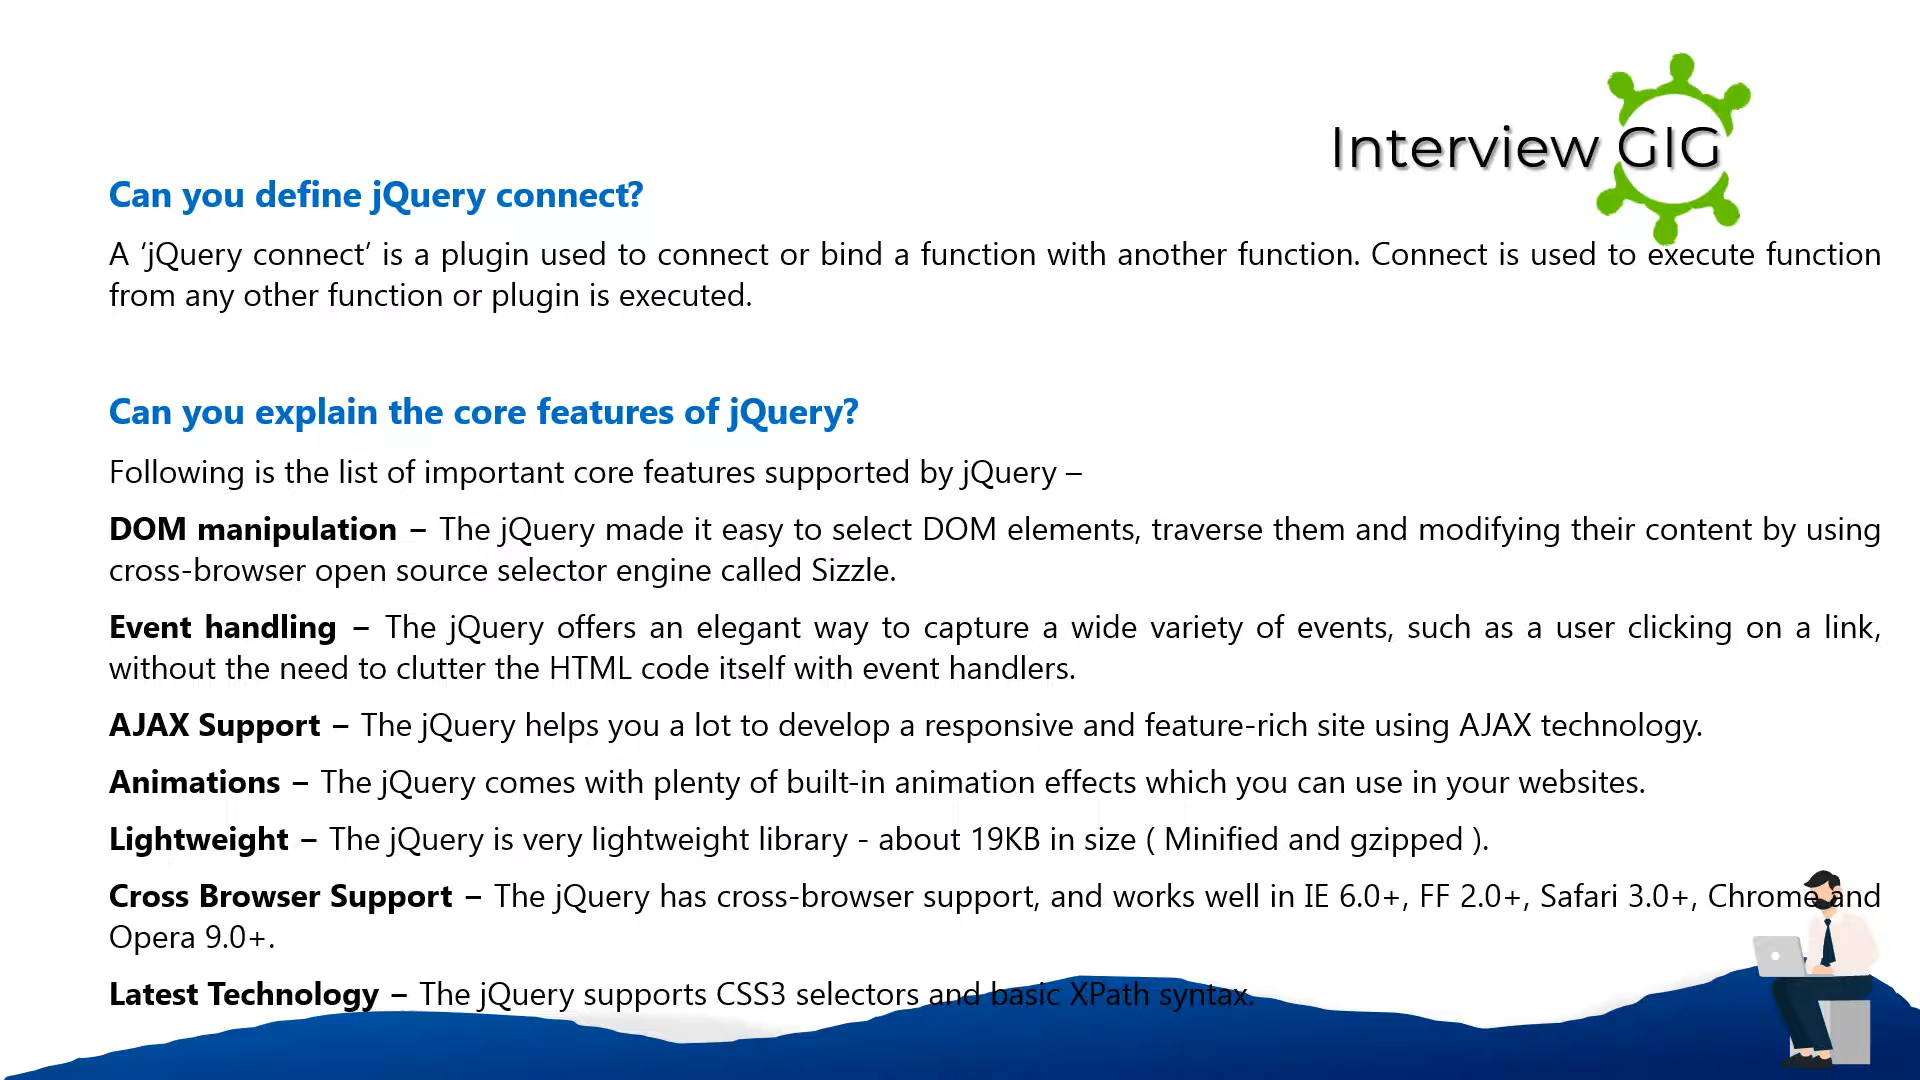 Interview GIG
Can you define jQuery connect?
A ‘jQuery connect’ is a plugin used to connect or bind a function with another function. Connect is used to execute function
from any other function or plugin is executed.
Can you explain the core features of jQuery?
Following is the list of important core features supported by jQuery –
DOM manipulation – The jQuery made it easy to select DOM elements, traverse them and modifying their content by using
cross-browser open source selector engine called Sizzle.
Event handling – The jQuery offers an elegant way to capture a wide variety of events, such as a user clicking on a link,
without the need to clutter the HTML code itself with event handlers.
AJAX Support – The jQuery helps you a lot to develop a responsive and feature-rich site using AJAX technology.
Animations – The jQuery comes with plenty of built-in animation effects which you can use in your websites.
Lightweight – The jQuery is very lightweight library - about 19KB in size ( Minified and gzipped ).
Cross Browser Support – The jQuery has cross-browser support, and works well in IE 6.0+, FF 2.0+, Safari 3.0+, Chrome and
Opera 9.0+.
Latest Technology – The jQuery supports CSS3 selectors and basic XPath syntax.